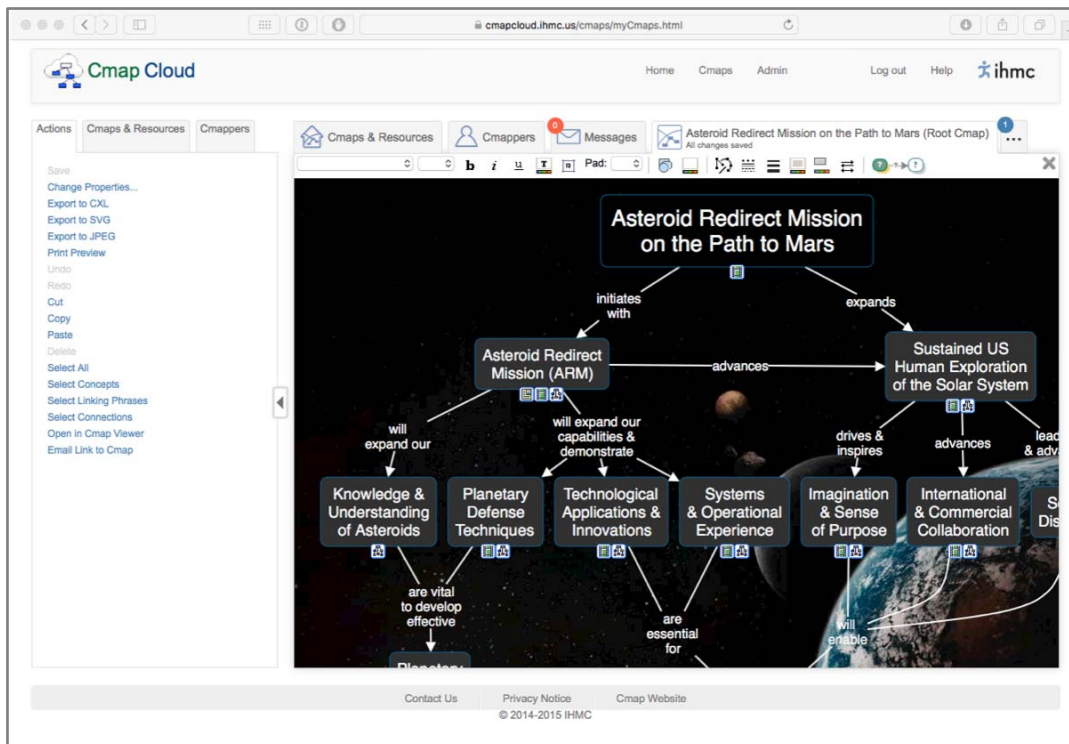 cmapcloud.ihmc.us/cmaps/myCmaps.html
Cmap Cloud
Home Cmaps Admin Log out Help ihmc
Actions Cmaps & Resources Cmappers
Cmaps & Resources
Cmappers
0
Messages
Asteroid Redirect Mission on the Path to Mars (Root Cmap)
All changes saved
1
...
b i u T a Pad:
? ? ?
Save
Change Properties...
Export to CXL
Export to SVG
Export to JPEG
Print Preview
Undo
Redo
Cut
Copy
Paste
Delete
Select All
Select Concepts
Select Linking Phrases
Select Connections
Open in Cmap Viewer
Email Link to Cmap
Asteroid Redirect Mission
on the Path to Mars
initiates
with
expands
Asteroid Redirect
Mission (ARM)
advances
Sustained US
Human Exploration
of the Solar System
will
expand our
will expand our
capabilities &
demonstrate
drives &
inspires
advances
lead
& adva
Knowledge &
Understanding
of Asteroids
Planetary
Defense
Techniques
Technological
Applications &
Innovations
Systems
& Operational
Experience
Imagination
& Sense
of Purpose
International
& Commercial
Collaboration
Dis
are vital
to develop
effective
are
essential
for
will
enable
Planetary
Contact Us Privacy Notice Cmap Website
© 2014-2015 IHMC